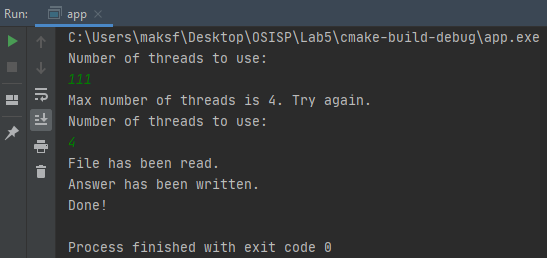 Run: app
C:\Users\maksf\Desktop\OSISP\Lab5\cmake-build-debug\app.exe
Number of threads to use:
111
Max number of threads is 4. Try again.
Number of threads to use:
4
File has been read.
Answer has been written.
Done!
Process finished with exit code 0